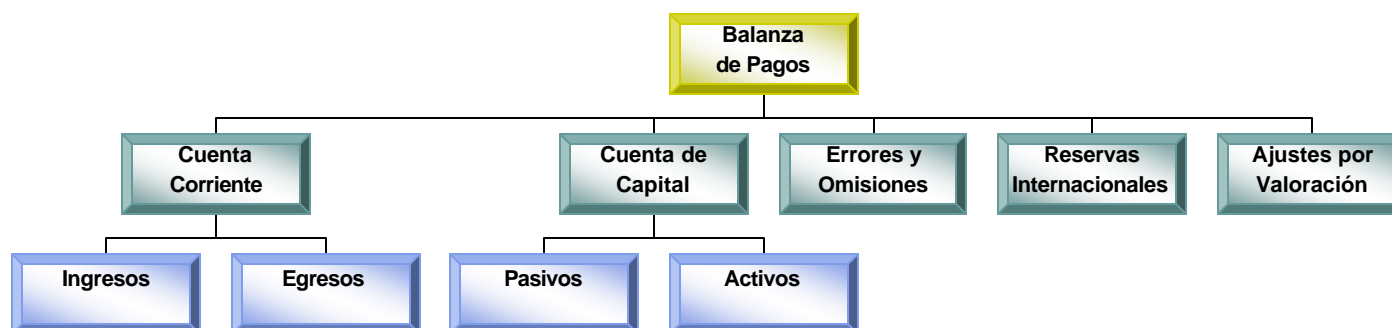 Balanza
de Pagos
Cuenta
Corriente
Cuenta de
Capital
Errores y
Omisiones
Reservas
Internacionales
Ajustes por
Valoración
Ingresos
Egresos
Pasivos
Activos